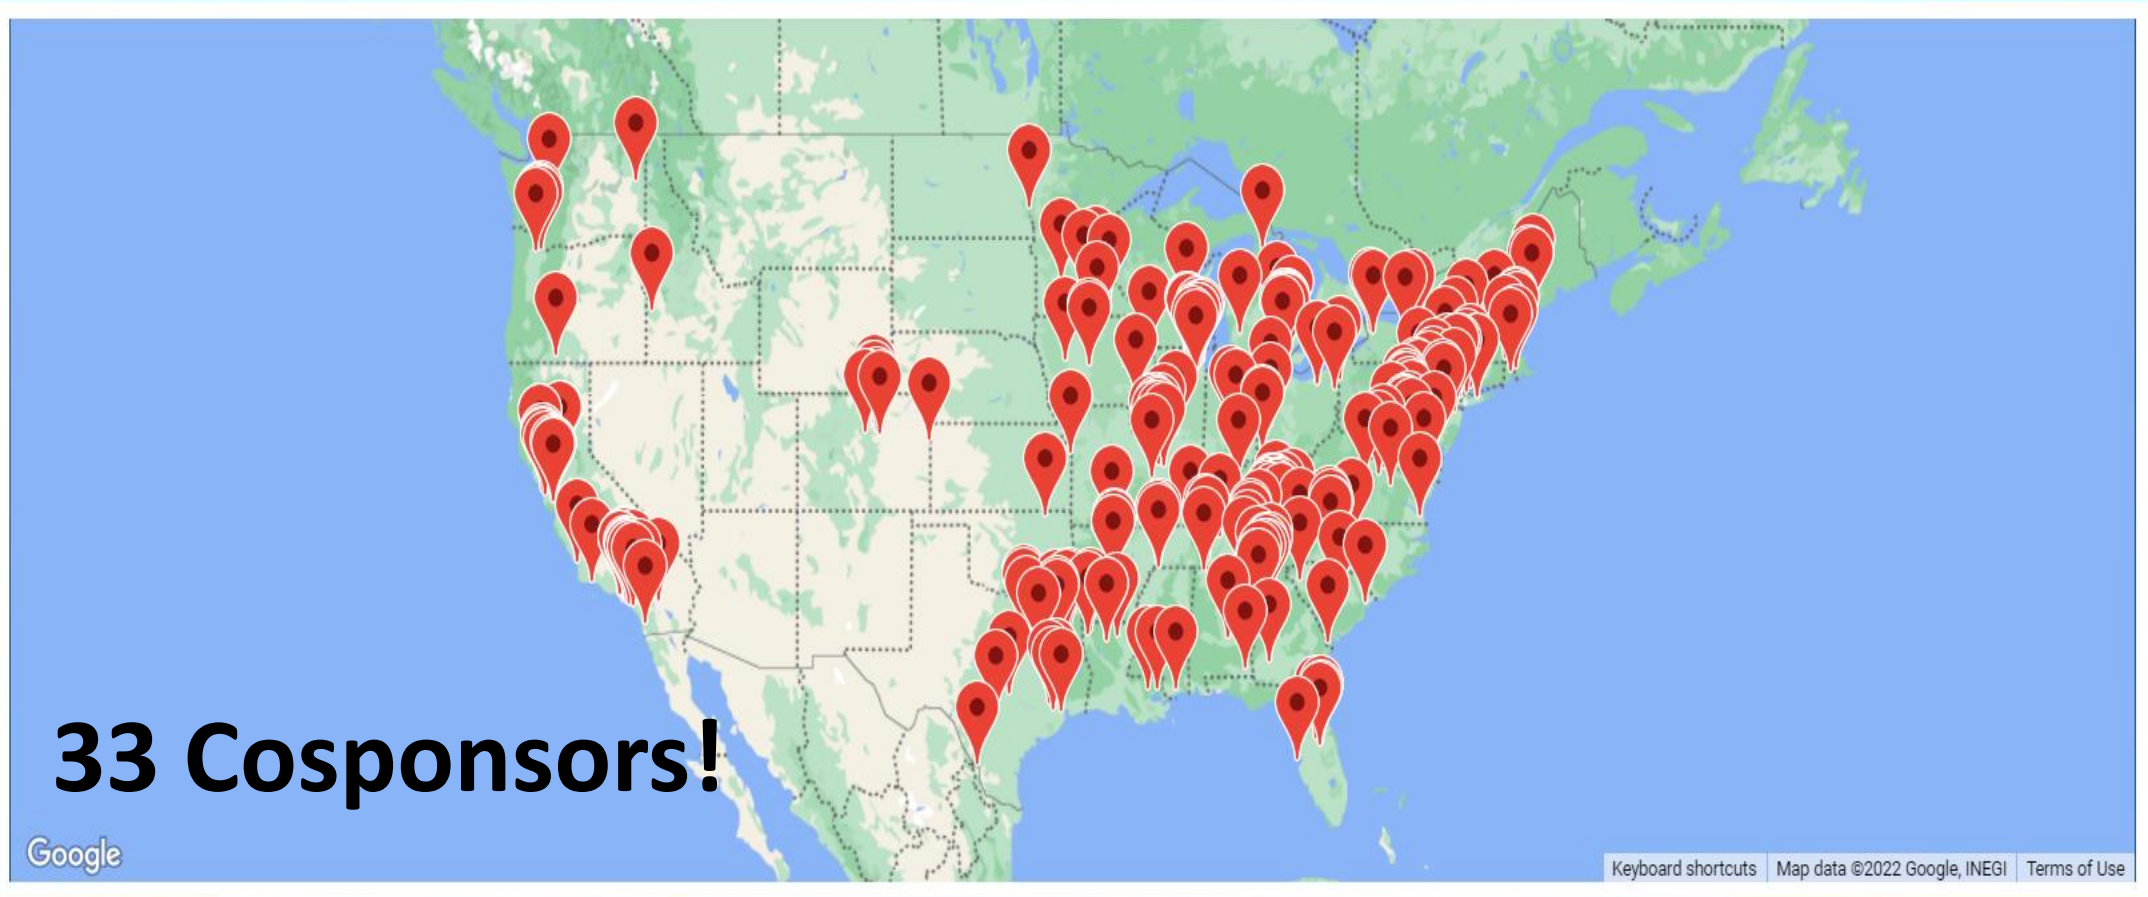 33 Cosponsors!
Google
Keyboard shortcuts
Map data ©2022 Google, INEGI
Terms of Use